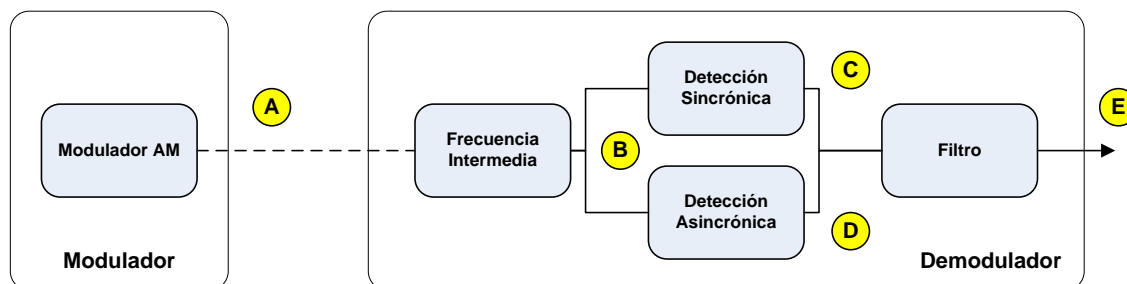 Modulador AM
Modulador
A
Frecuencia
Intermedia
B
Detección
Sincrónica
C
Detección
Asincrónica
D
Filtro
E
Demodulador